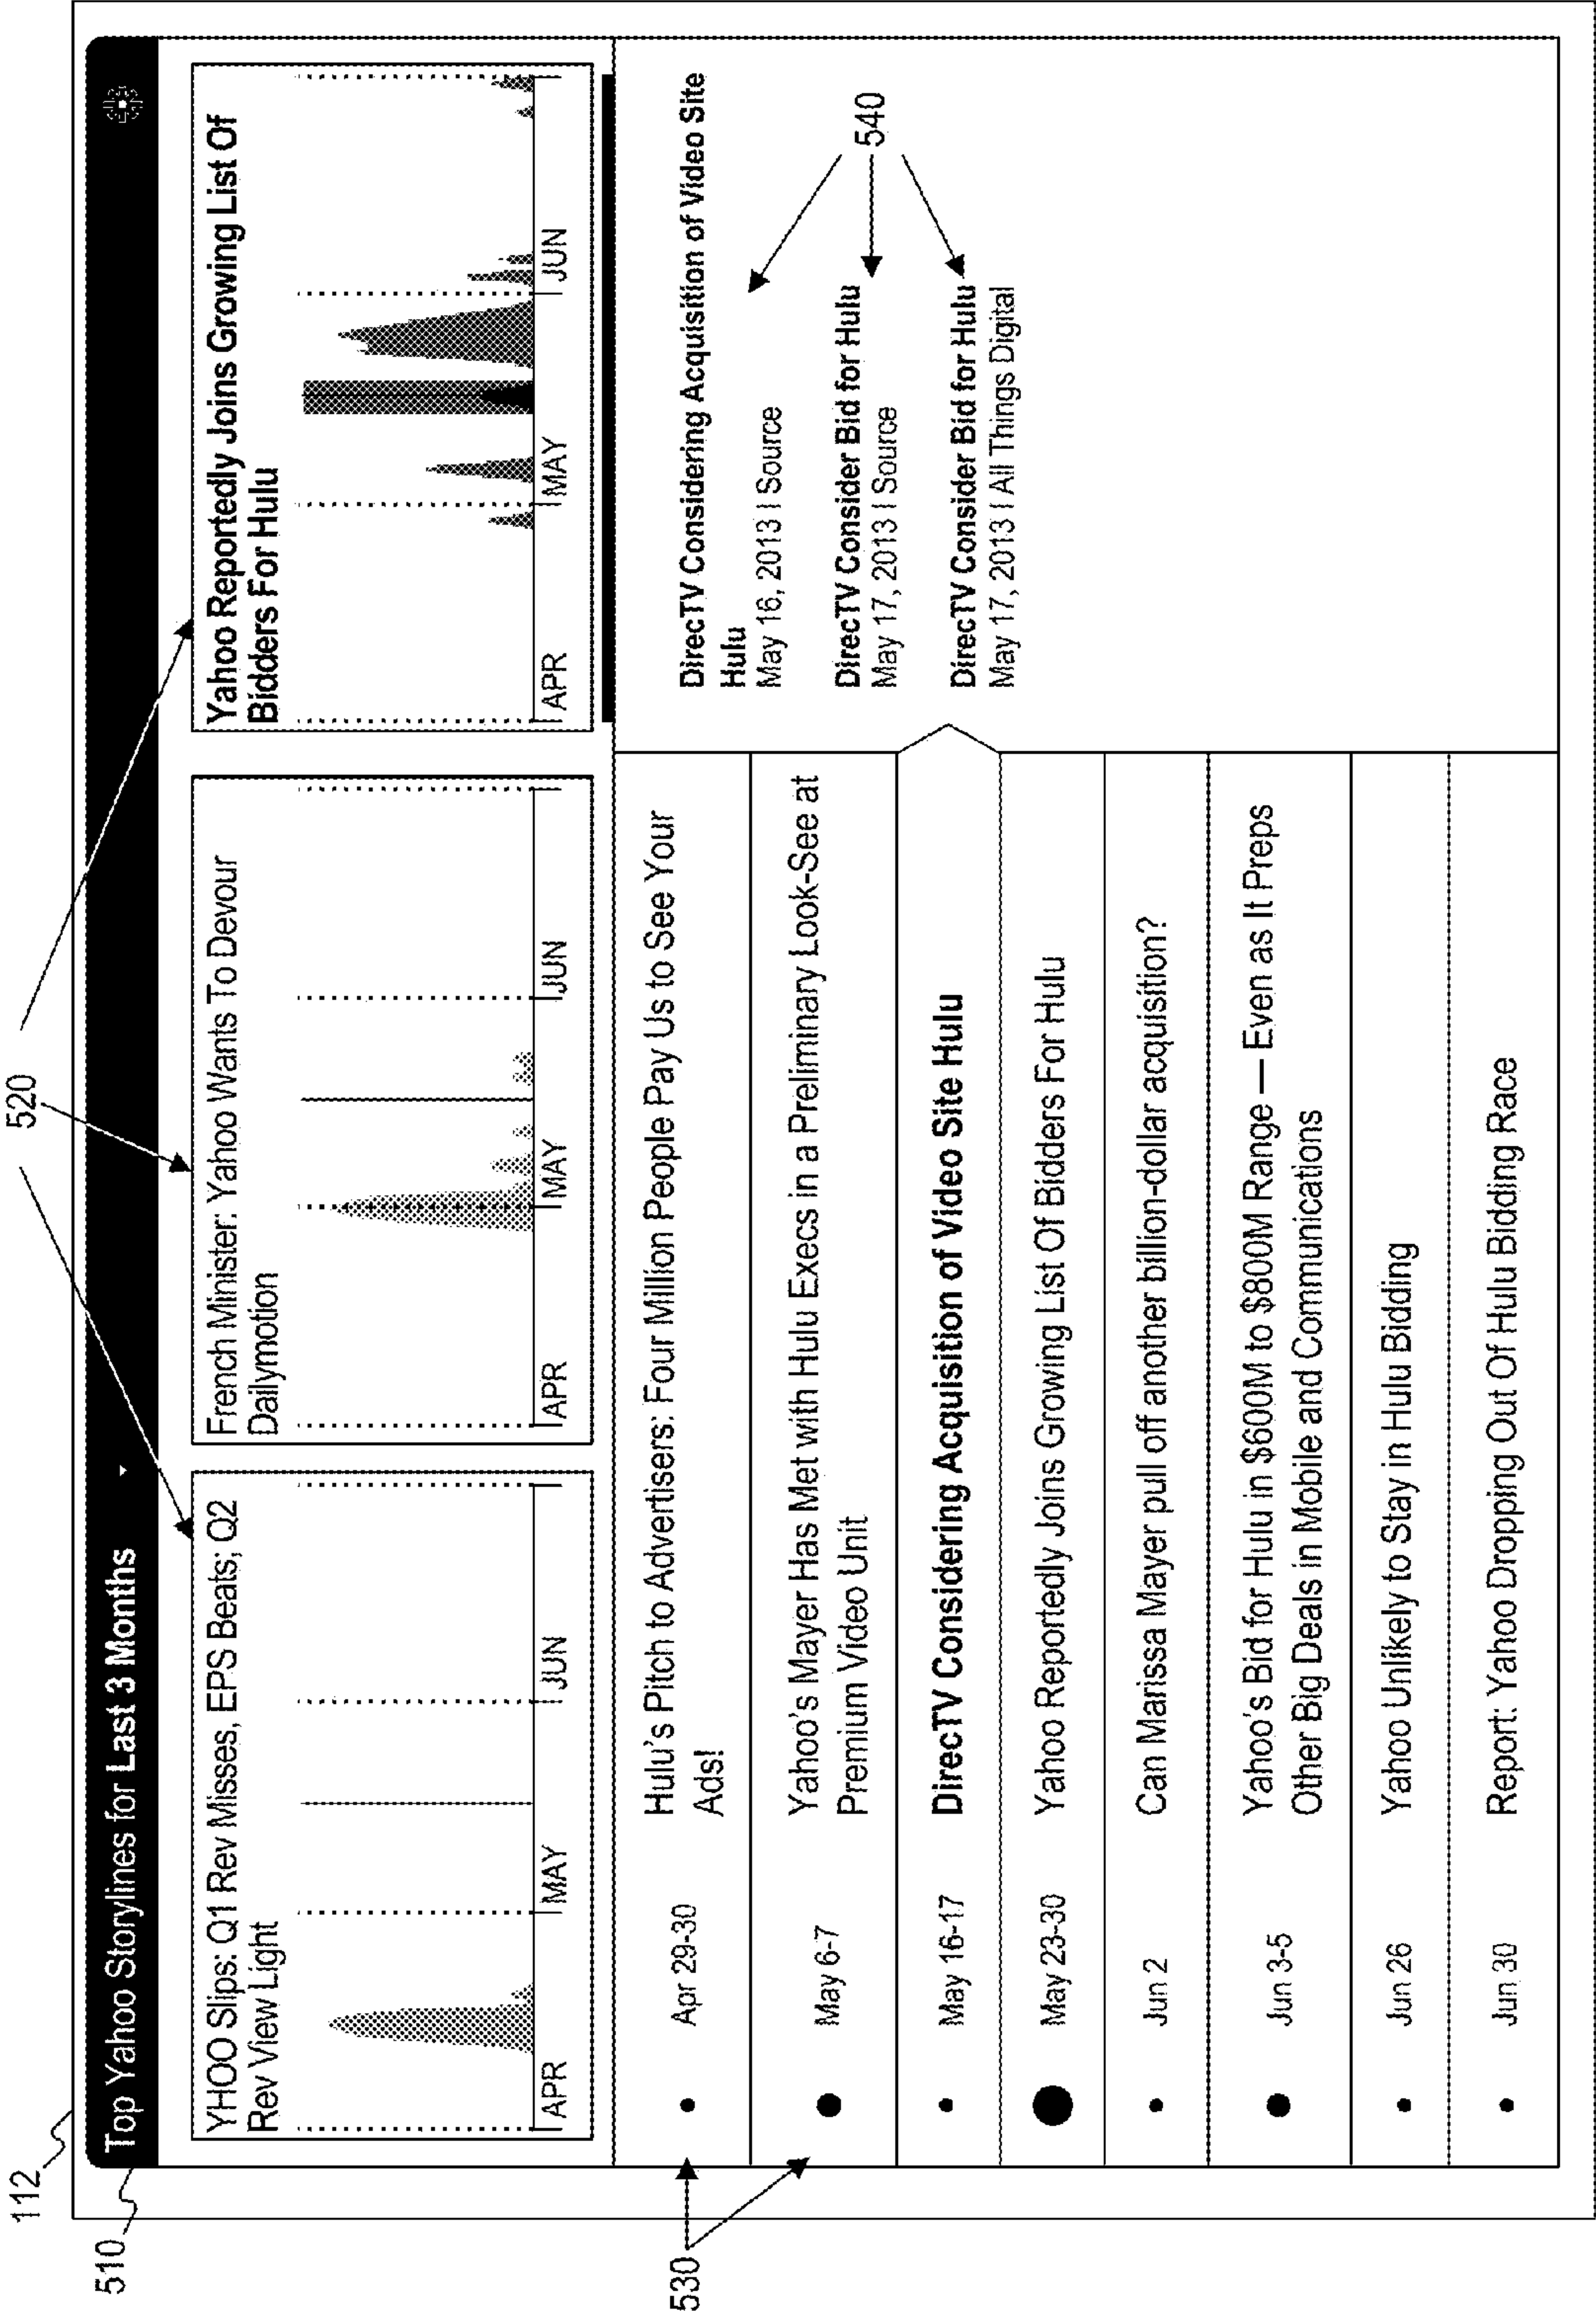 112
510
520
Top Yahoo Storylines for Last 3 Months
YHOO Slips: Q1 Rev Misses, EPS Beats; Q2
Rev View Light
APR
MAY
JUN
French Minister: Yahoo Wants To Devour
Dailymotion
APR
MAY
JUN
Yahoo Reportedly Joins Growing List Of
Bidders For Hulu
APR
MAY
JUN
530
Apr 29-30
Hulu's Pitch to Advertisers: Four Million People Pay Us to See Your
Ads!
May 6-7
Yahoo's Mayer Has Met with Hulu Execs in a Preliminary Look-See at
Premium Video Unit
May 16-17
DirecTV Considering Acquisition of Video Site Hulu
May 23-30
Yahoo Reportedly Joins Growing List Of Bidders For Hulu
Jun 2
Can Marissa Mayer pull off another billion-dollar acquisition?
Jun 3-5
Yahoo's Bid for Hulu in $600M to $800M Range — Even as It Preps
Other Big Deals in Mobile and Communications
Jun 26
Yahoo Unlikely to Stay in Hulu Bidding
Jun 30
Report: Yahoo Dropping Out Of Hulu Bidding Race
DirecTV Considering Acquisition of Video Site
Hulu
May 16, 2013 | Source
DirecTV Consider Bid for Hulu
May 17, 2013 | Source
DirecTV Consider Bid for Hulu
May 17, 2013 | All Things Digital
540